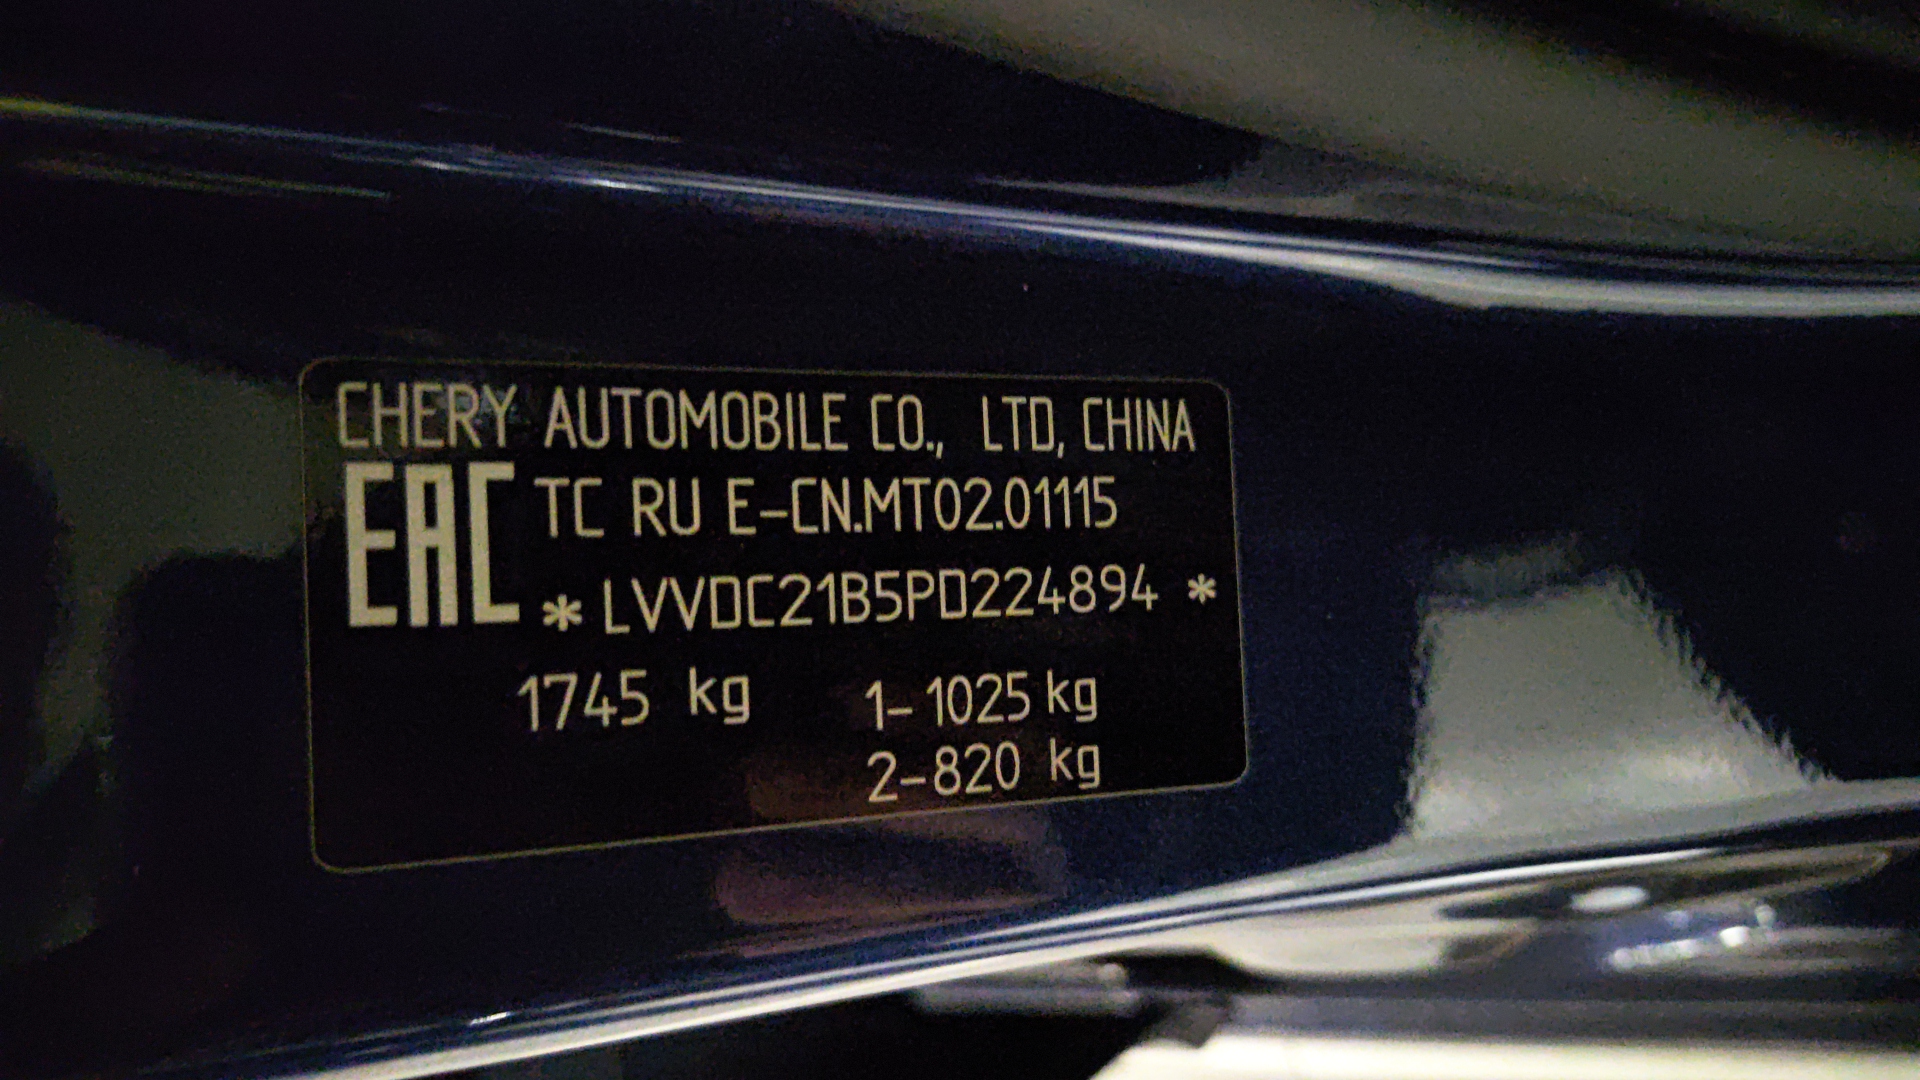 CHERY AUTOMOBILE CO., LTD, CHINA
EAC TC RU E-CN.MT02.01115
* LVVDC21B5PD224894 *
1745 kg 1- 1025 kg
2-820 kg